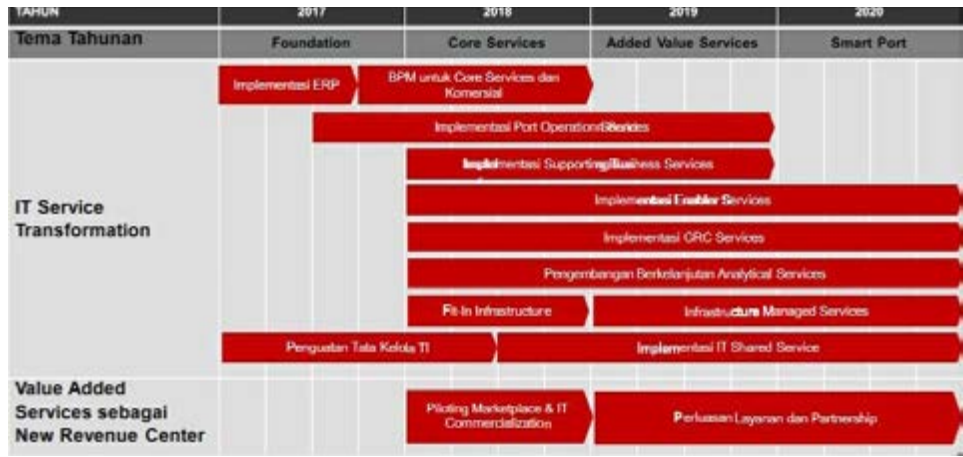 TAHUN 2017 2018 2019 2020
Tema Tahunan Foundation Core Services Added Value Services Smart Port
Implementasi ERP
BPM untuk Core Services dan
Komersial
Implementasi Port Operation
Implementasi Supporting Business Services
IT Service
Transformation
Implementasi Enabler Services
Implementasi GRC Services
Pengembangan Berkelanjutan Analytical Services
Fit-In Infrastructure
Infrastructure Managed Services
Penguatan Tata Kelola TI
Implementasi IT Shared Service
Value Added
Services sebagai
New Revenue Center
Piloting Marketplace & IT
Commercialization
Perluasan Layanan dan Partnership